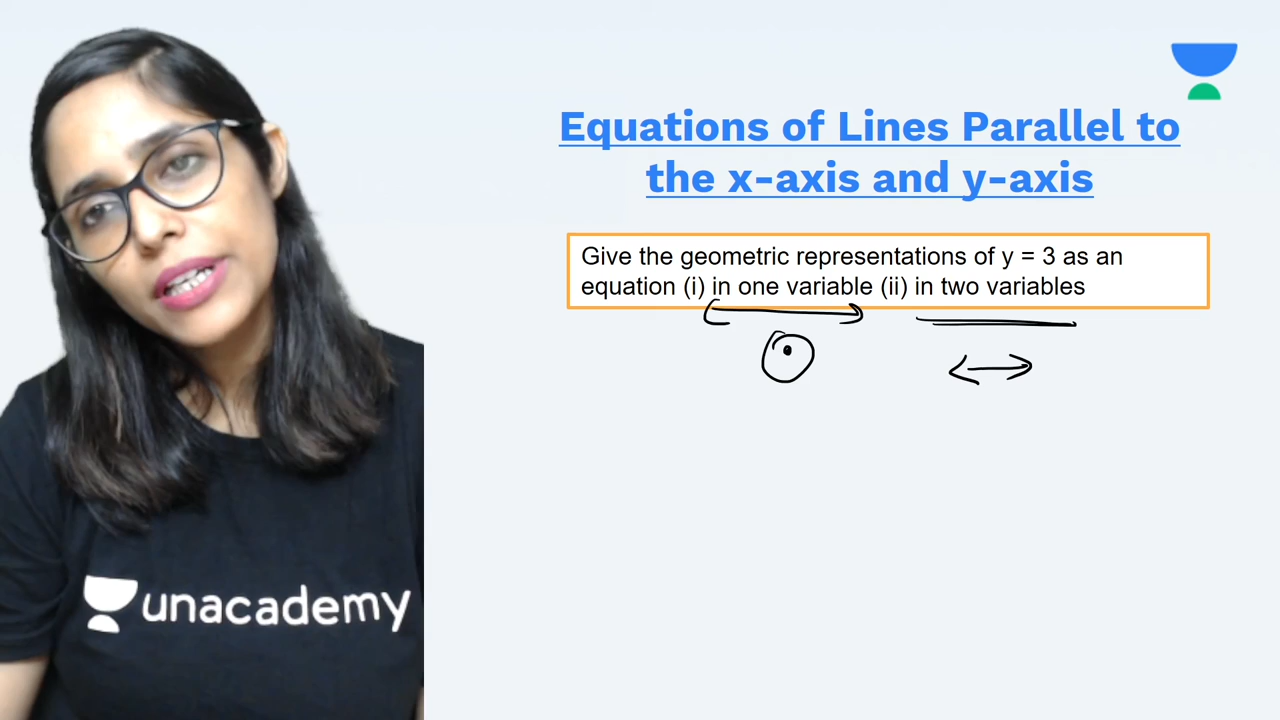 Equations of Lines Parallel to
the x-axis and y-axis
Give the geometric representations of y = 3 as an
equation (i) in one variable (ii) in two variables
unacademy